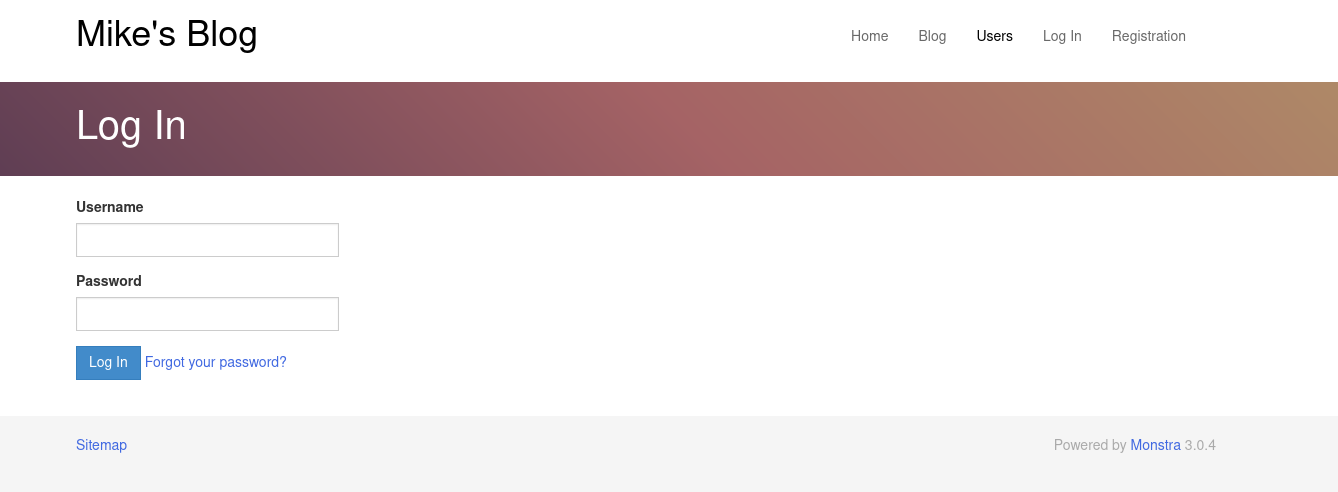 Mike's Blog
Home Blog Users Log In Registration
Log In
Username
Password
Log In Forgot your password?
Sitemap Powered by Monstra 3.0.4